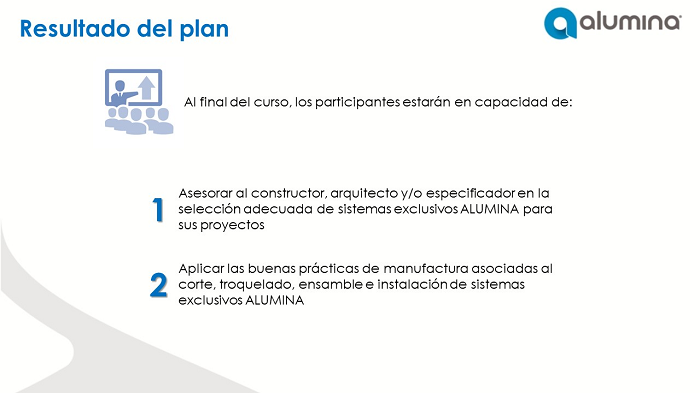 Resultado del plan
alumina
Al final del curso, los participantes estarán en capacidad de:
1
Asesorar al constructor, arquitecto y/o especificador en la
selección adecuada de sistemas exclusivos ALUMINA para
sus proyectos
2
Aplicar las buenas prácticas de manufactura asociadas al
corte, troquelado, ensamble e instalación de sistemas
exclusivos ALUMINA